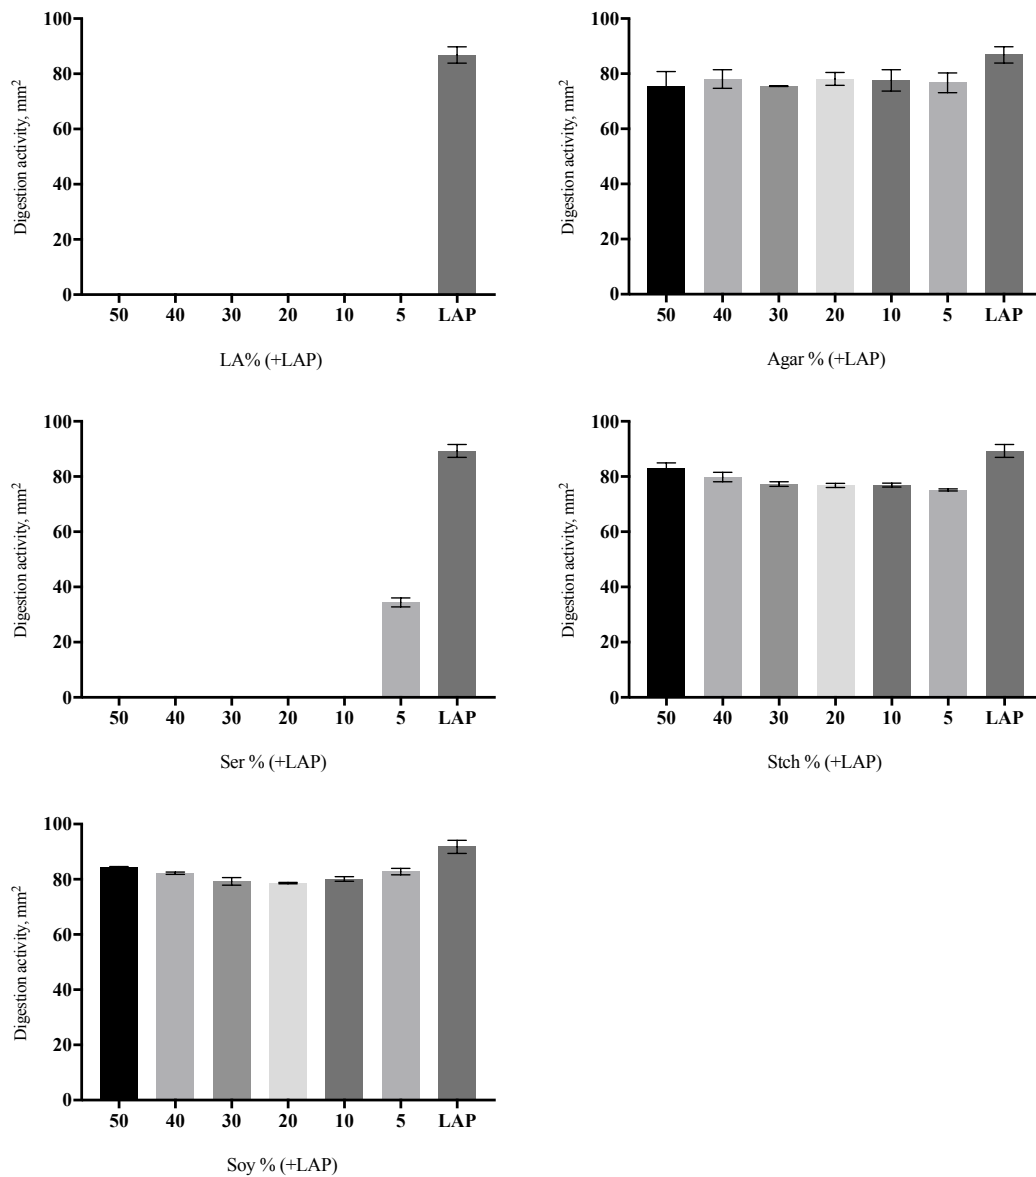 100
80
60
40
20
0
Digestion activity, mm²
50 40 30 20 10 5 LAP
LA% (+LAP)
100
80
60
40
20
0
Digestion activity, mm²
50 40 30 20 10 5 LAP
Agar % (+LAP)
100
80
60
40
20
0
Digestion activity, mm²
50 40 30 20 10 5 LAP
Ser % (+LAP)
100
80
60
40
20
0
Digestion activity, mm²
50 40 30 20 10 5 LAP
Stch % (+LAP)
100
80
60
40
20
0
Digestion activity, mm²
50 40 30 20 10 5 LAP
Soy % (+LAP)